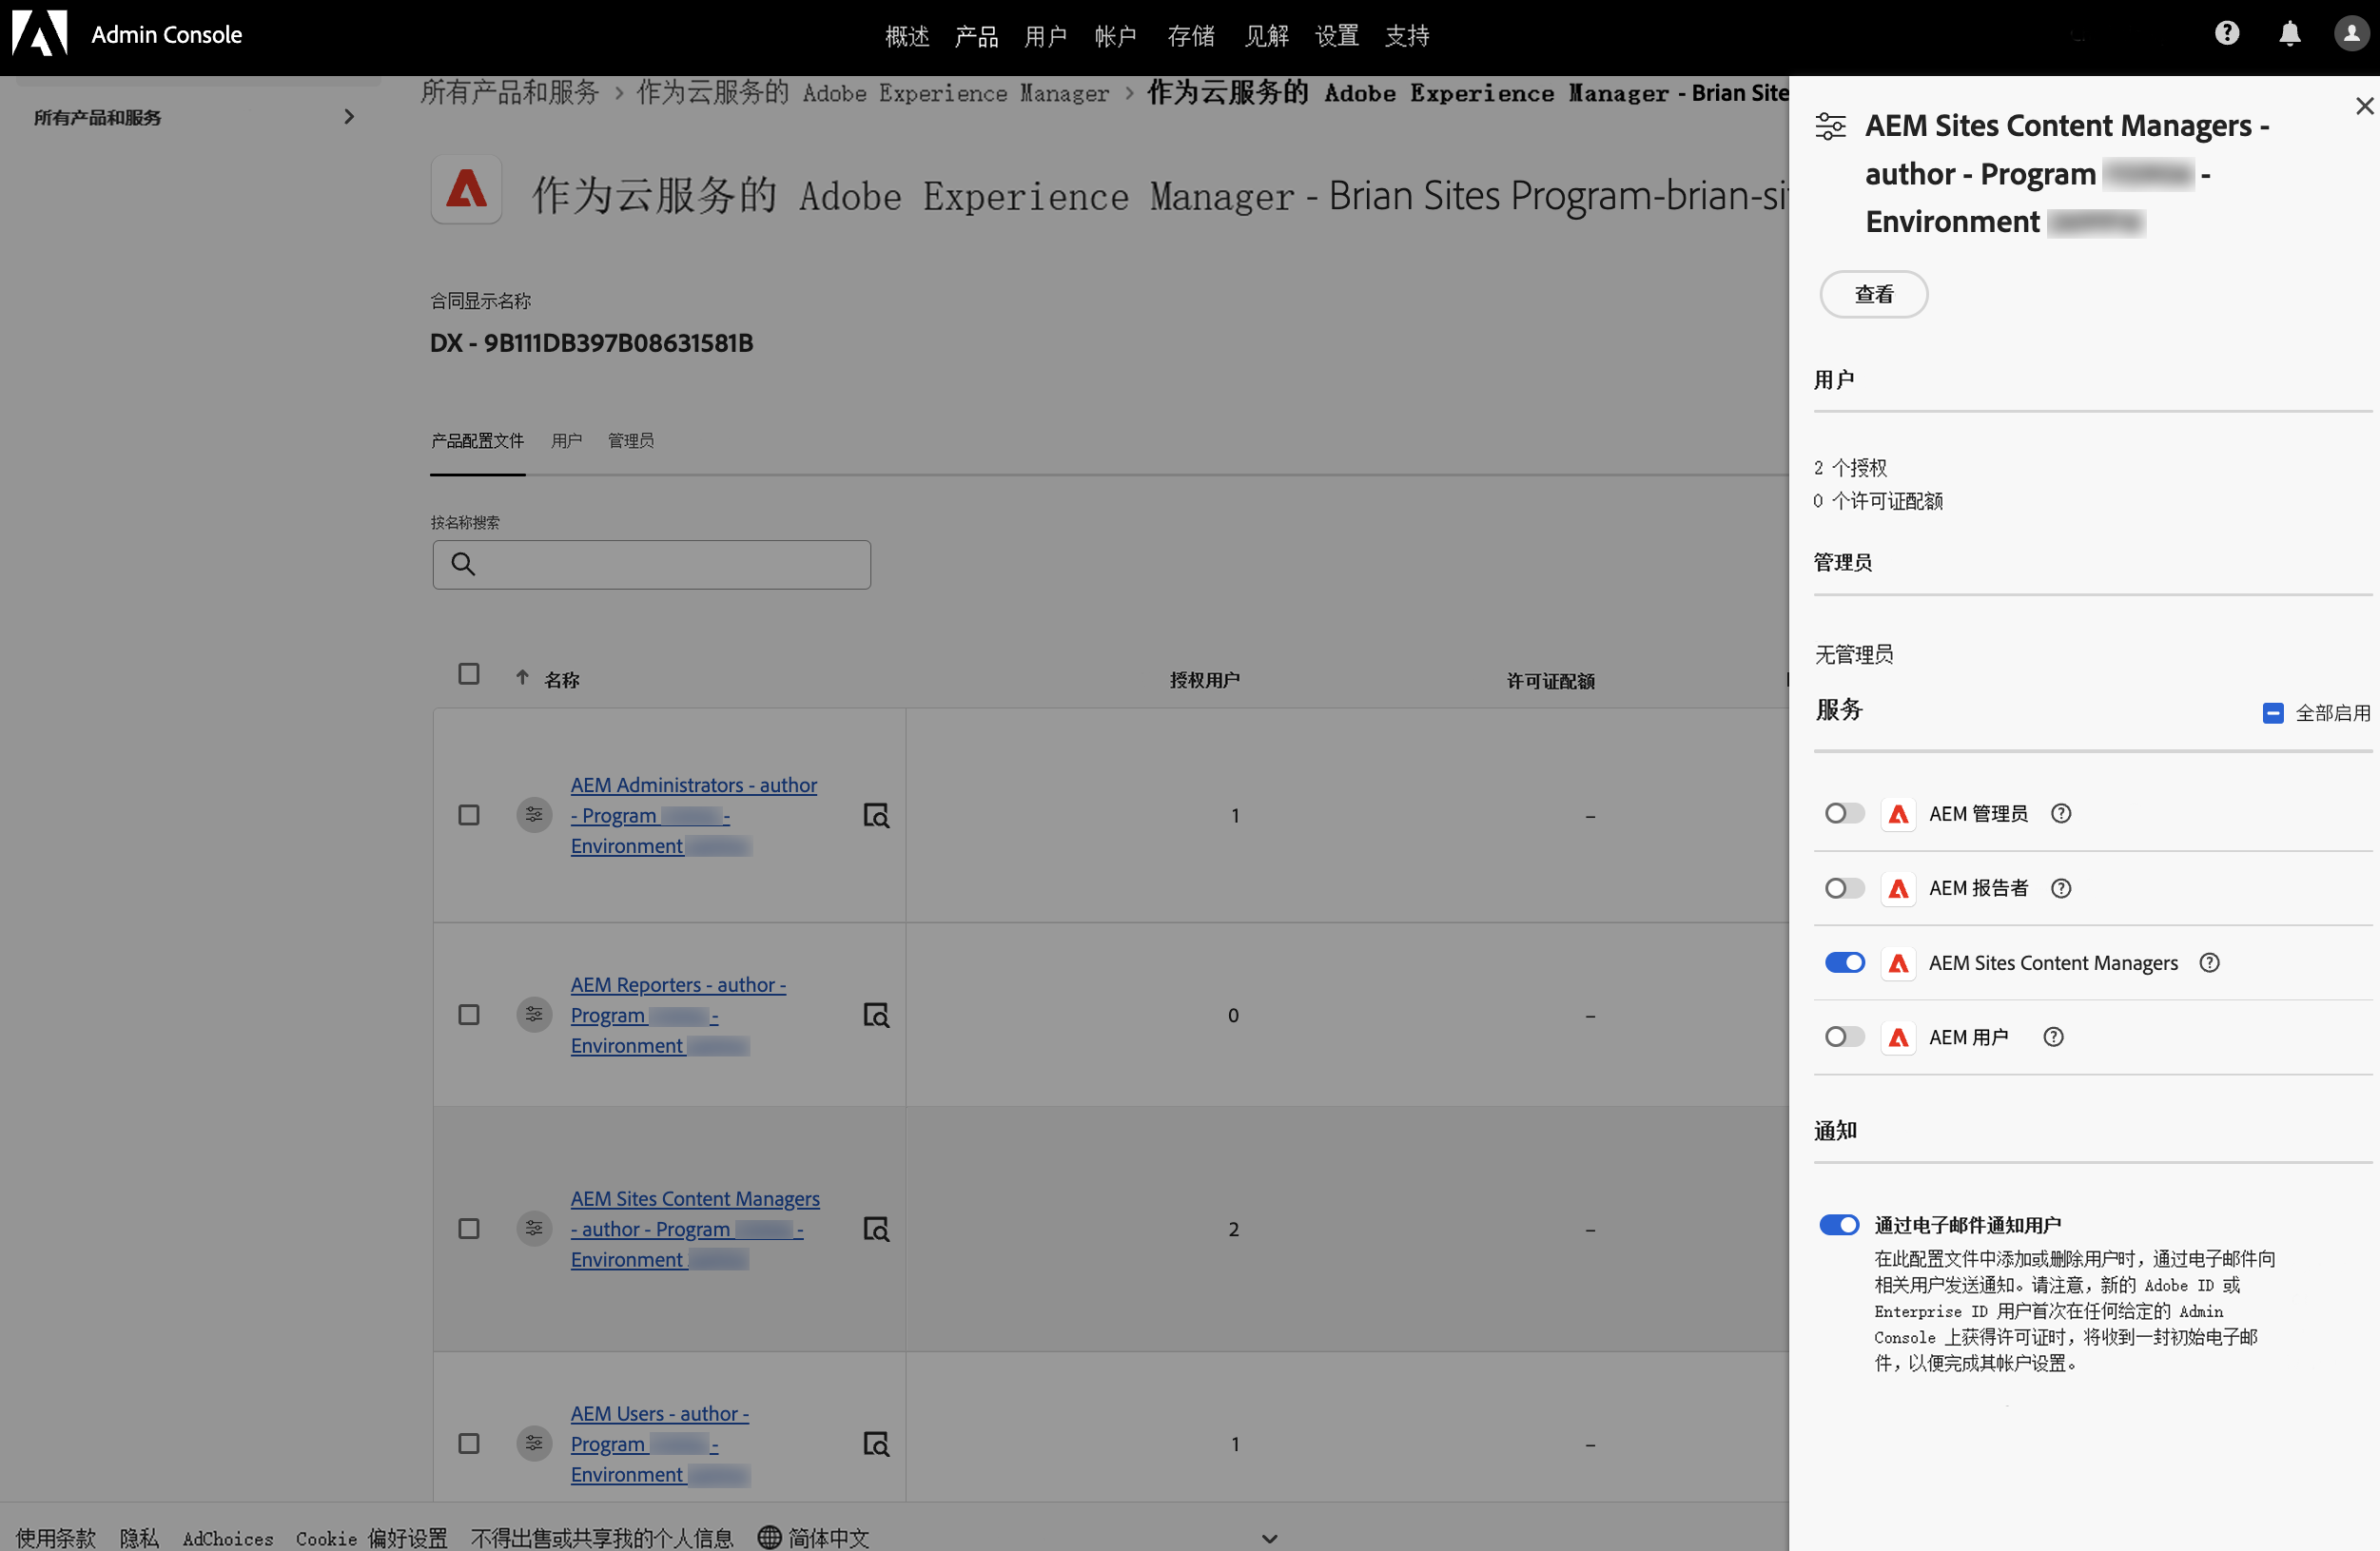 Admin Console
概述 产品 用户 帐户 存储 见解 设置 支持
所有产品和服务
所有产品和服务 > 作为云服务的 Adobe Experience Manager > 作为云服务的 Adobe Experience Manager - Brian Site
作为云服务的 Adobe Experience Manager - Brian Sites Program-brian-si
合同显示名称
DX - 9B111DB397B08631581B
产品配置文件 用户 管理员
按名称搜索
名称 授权用户 许可证配额
AEM Administrators - author
- Program -
Environment
1 –
AEM Reporters - author -
Program -
Environment
0 –
AEM Sites Content Managers
- author - Program -
Environment
2 –
AEM Users - author -
Program -
Environment
1 –
使用条款 隐私 AdChoices Cookie 偏好设置 不得出售或共享我的个人信息 简体中文
AEM Sites Content Managers -
author - Program -
Environment
查看
用户
2 个授权
0 个许可证配额
管理员
无管理员
服务 全部启用
AEM 管理员
AEM 报告者
AEM Sites Content Managers
AEM 用户
通知
通过电子邮件通知用户
在此配置文件中添加或删除用户时，通过电子邮件向
相关用户发送通知。请注意，新的 Adobe ID 或
Enterprise ID 用户首次在任何给定的 Admin
Console 上获得许可证时，将收到一封初始电子邮
件，以便完成其帐户设置。